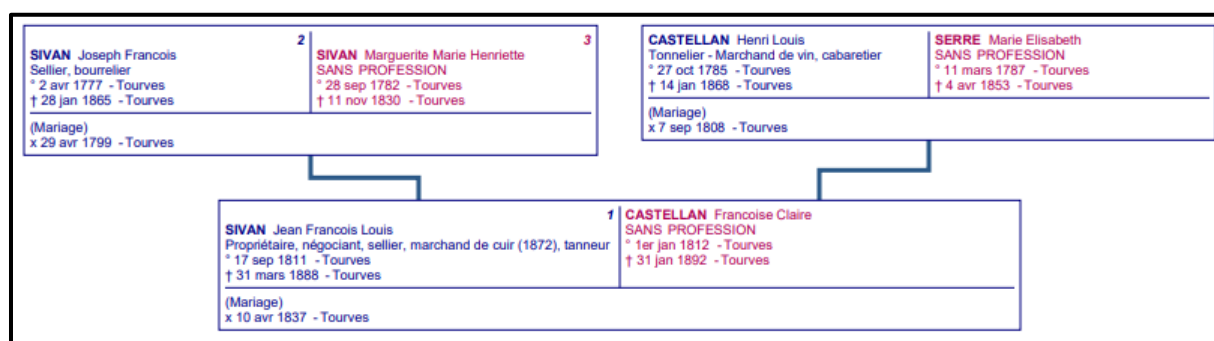 2
SIVAN Joseph Francois
Sellier, bourrelier
° 2 avr 1777 - Tourves
† 28 jan 1865 - Tourves
3
SIVAN Marguerite Marie Henriette
SANS PROFESSION
° 28 sep 1782 - Tourves
† 11 nov 1830 - Tourves
(Mariage)
x 29 avr 1799 - Tourves
CASTELLAN Henri Louis
Tonnelier - Marchand de vin, cabaretier
° 27 oct 1785 - Tourves
† 14 jan 1868 - Tourves
SERRE Marie Elisabeth
SANS PROFESSION
° 11 mars 1787 - Tourves
† 4 avr 1853 - Tourves
(Mariage)
x 7 sep 1808 - Tourves
1
SIVAN Jean Francois Louis
Propriétaire, négociant, sellier, marchand de cuir (1872), tanneur
° 17 sep 1811 - Tourves
† 31 mars 1888 - Tourves
CASTELLAN Francoise Claire
SANS PROFESSION
° 1er jan 1812 - Tourves
† 31 jan 1892 - Tourves
(Mariage)
x 10 avr 1837 - Tourves